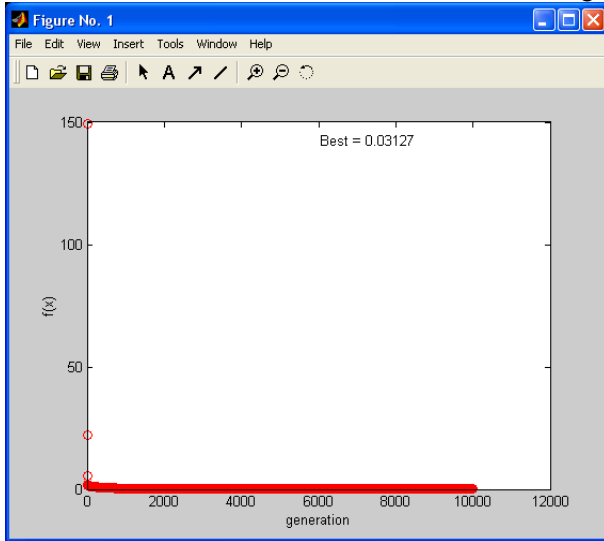 Figure No. 1
File Edit View Insert Tools Window Help
A
Best = 0.03127
150
100
50
0
f(x)
0 2000 4000 6000 8000 10000 12000
generation